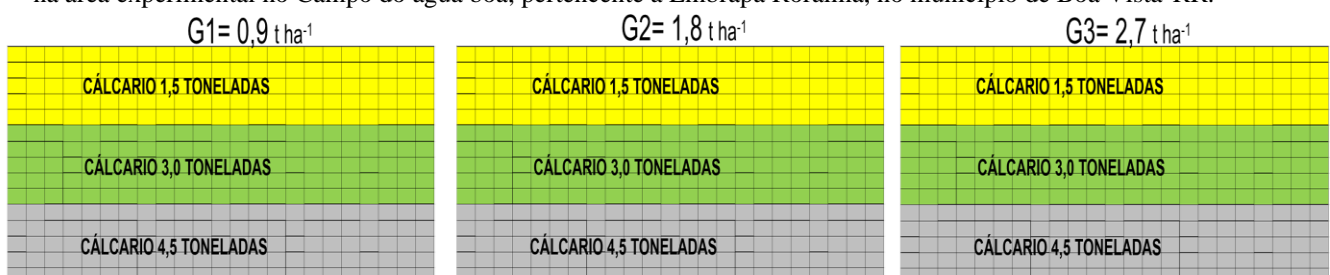 na área experimental no Campo do água boa, pertencente a Embrapa Roraima, no município de Boa Vista-RR.
G1= 0,9 t ha-1 G2= 1,8 t ha-1 G3= 2,7 t ha-1
CÁLCARIO 1,5 TONELADAS CÁLCARIO 1,5 TONELADAS CÁLCARIO 1,5 TONELADAS
CÁLCARIO 3,0 TONELADAS CÁLCARIO 3,0 TONELADAS CÁLCARIO 3,0 TONELADAS
CÁLCARIO 4,5 TONELADAS CÁLCARIO 4,5 TONELADAS CÁLCARIO 4,5 TONELADAS